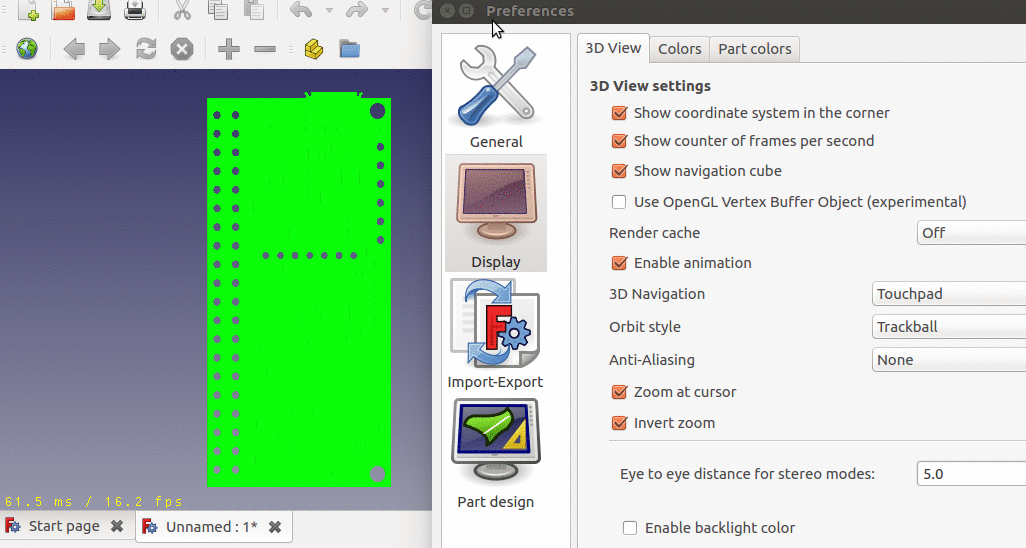 Preferences
3D View
Colors
Part colors
3D View settings
Show coordinate system in the corner
Show counter of frames per second
Show navigation cube
Use OpenGL Vertex Buffer Object (experimental)
Render cache
Off
Enable animation
3D Navigation
Touchpad
Orbit style
Trackball
Anti-Aliasing
None
Zoom at cursor
Invert zoom
Eye to eye distance for stereo modes:
5.0
Enable backlight color
General
Display
Import-Export
Part design
61.5 ms / 16.2 fps
Start page
Unnamed : 1*